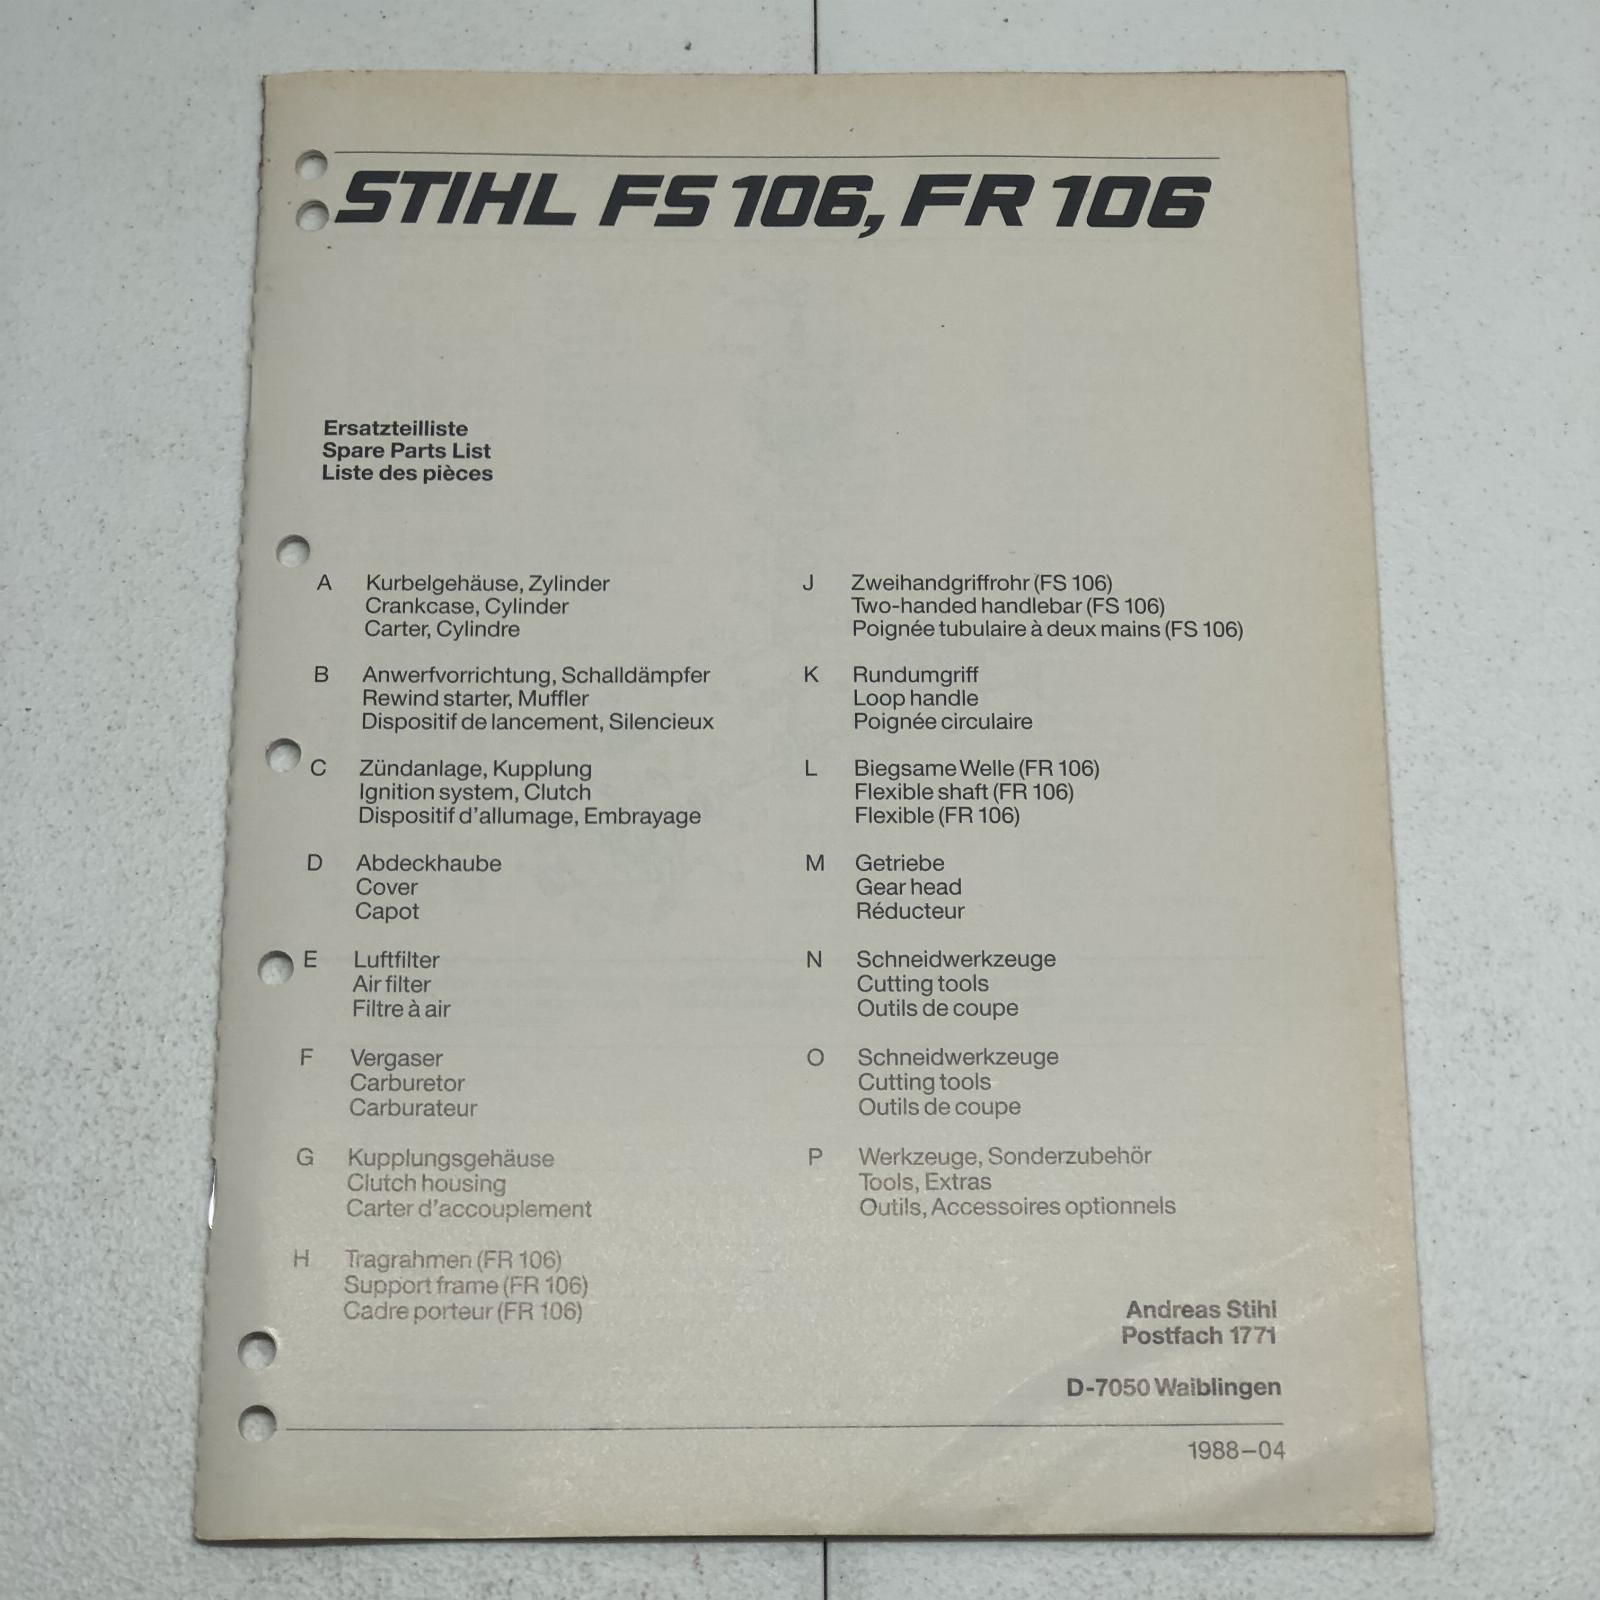 STIHL FS 106, FR 106
Ersatzteilliste
Spare Parts List
Liste des pièces
A Kurbelgehäuse, Zylinder
Crankcase, Cylinder
Carter, Cylindre
B Anwerfvorrichtung, Schalldämpfer
Rewind starter, Muffler
Dispositif de lancement, Silencieux
C Zündanlage, Kupplung
Ignition system, Clutch
Dispositif d'allumage, Embrayage
D Abdeckhaube
Cover
Capot
E Luftfilter
Air filter
Filtre à air
F Vergaser
Carburetor
Carburateur
G Kupplungsgehäuse
Clutch housing
Carter d'accouplement
H Tragrahmen (FR 106)
Support frame (FR 106)
Cadre porteur (FR 106)
J Zweihandgriffrohr (FS 106)
Two-handed handlebar (FS 106)
Poignée tubulaire à deux mains (FS 106)
K Rundumgriff
Loop handle
Poignée circulaire
L Biegsame Welle (FR 106)
Flexible shaft (FR 106)
Flexible (FR 106)
M Getriebe
Gear head
Réducteur
N Schneidwerkzeuge
Cutting tools
Outils de coupe
O Schneidwerkzeuge
Cutting tools
Outils de coupe
P Werkzeuge, Sonderzubehör
Tools, Extras
Outils, Accessoires optionnels
Andreas Stihl
Postfach 1771
D-7050 Waiblingen
1988–04